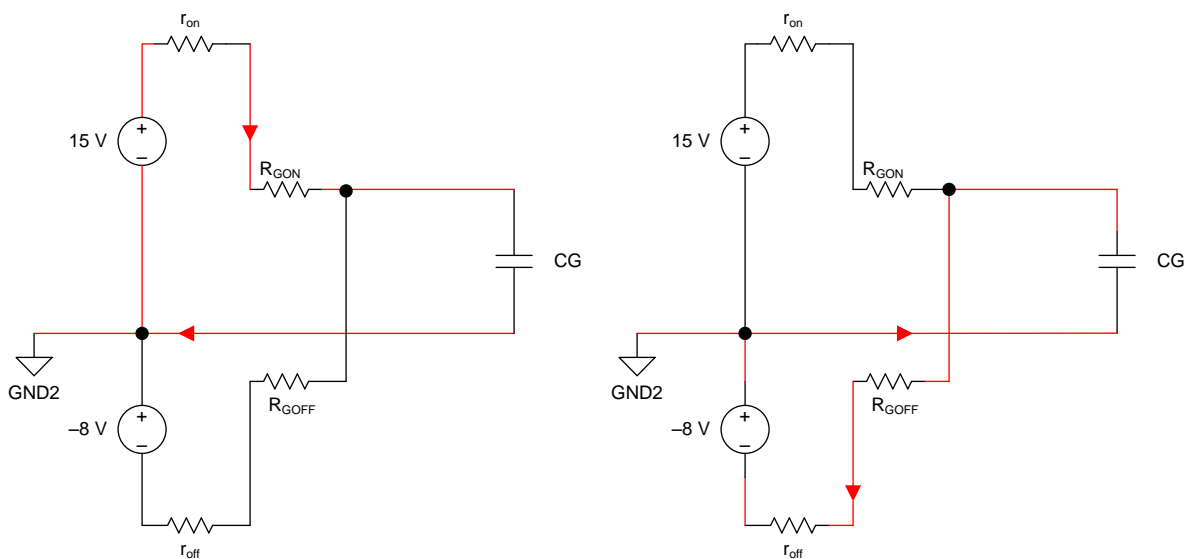 r_on
15 V
+
−
R_GON
CG
GND2
–8 V
+
−
R_GOFF
r_off
r_on
15 V
+
−
R_GON
CG
GND2
–8 V
+
−
R_GOFF
r_off